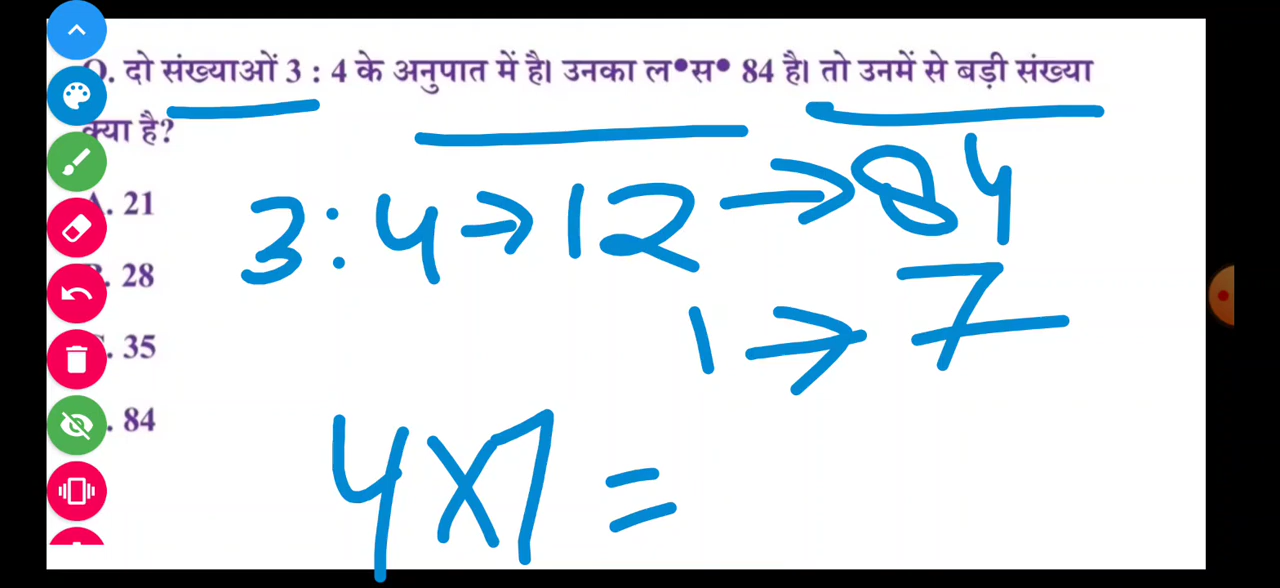 Q. दो संख्याओं 3 : 4 के अनुपात में है। उनका ल•स• 84 है। तो उनमें से बड़ी संख्या
क्या है?
A. 21
3:4→12→84
B. 28
1→7
C. 35
. 84
4×7=